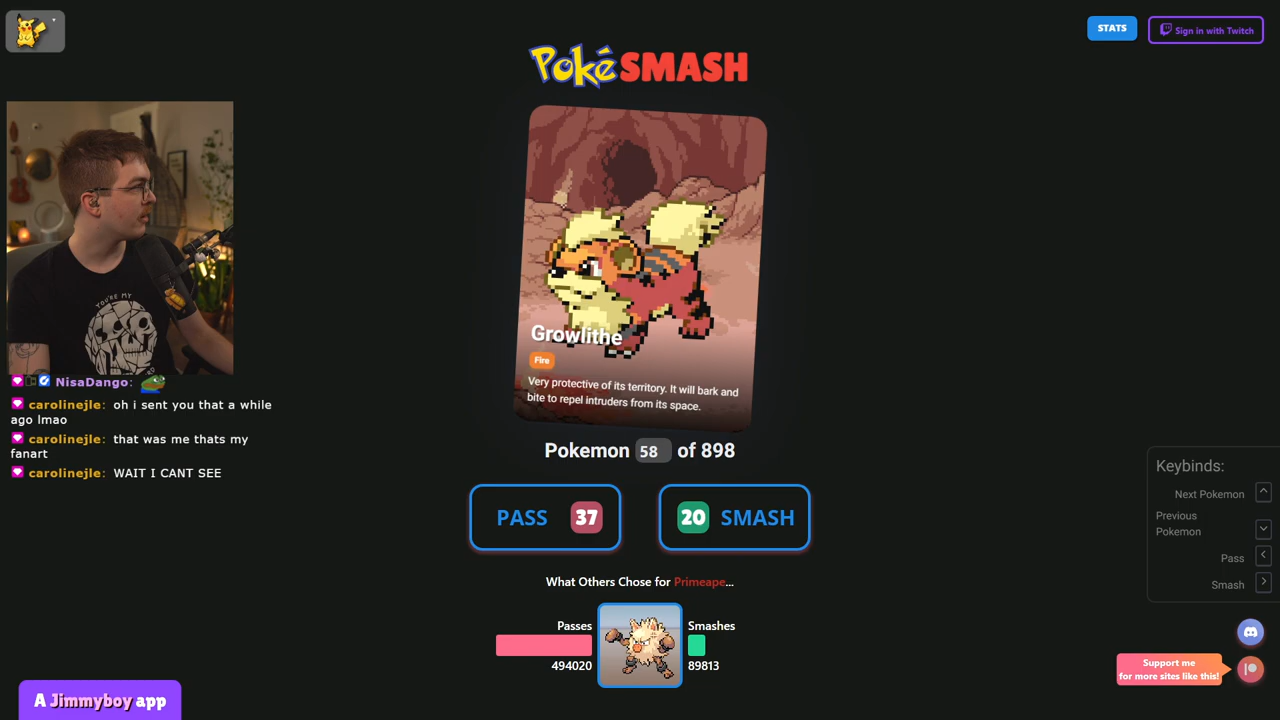 STATS
Sign in with Twitch
PokéSMASH
YOU'RE MY
Growlithe
Fire
Very protective of its territory. It will bark and
bite to repel intruders from its space.
NisaDango:
carolinejle: oh i sent you that a while
ago lmao
carolinejle: that was me thats my
fanart
carolinejle: WAIT I CANT SEE
Pokemon 58 of 898
PASS 37
20 SMASH
Keybinds:
Next Pokemon
Previous
Pokemon
Pass
Smash
What Others Chose for Primeape...
Passes
494020
Smashes
89813
Support me
for more sites like this!
A Jimmyboy app